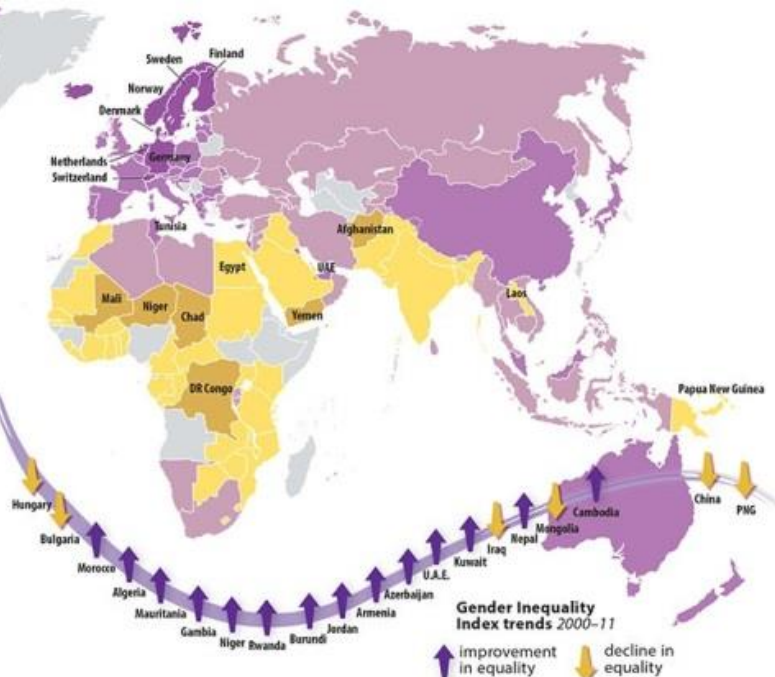 Sweden
Finland
Norway
Denmark
Netherlands
Germany
Switzerland
Tunisia
Afghanistan
Egypt
UAE
Mali
Niger
Chad
Yemen
Laos
DR Congo
Papua New Guinea
Hungary
Bulgaria
Morocco
Algeria
Mauritania
Gambia
Niger
Rwanda
Burundi
Jordan
Armenia
Azerbaijan
U.A.E.
Kuwait
Iraq
Nepal
Mongolia
Cambodia
China
PNG
Gender Inequality
Index trends 2000–11
improvement
in equality
decline in
equality